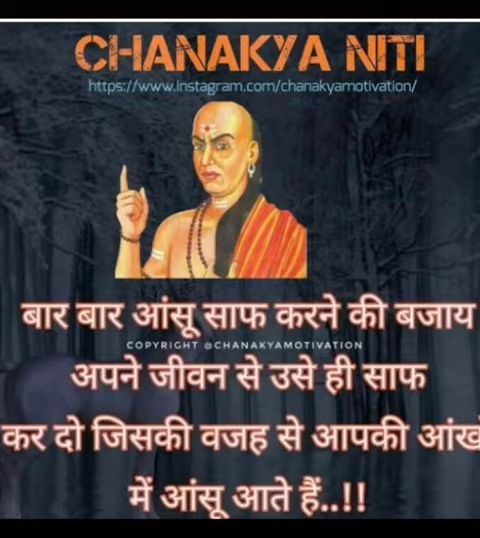 CHANAKYA NITI
https://www.instagram.com/chanakyamotivation/
बार बार आंसू साफ करने की बजाय
COPYRIGHT @CHANAKYAMOTIVATION
अपने जीवन से उसे ही साफ
कर दो जिसकी वजह से आपकी आंख
में आंसू आते हैं..!!